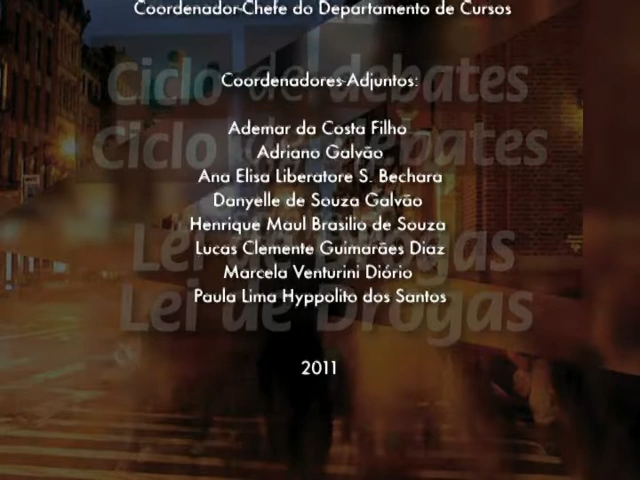 Coordenador-Chefe do Departamento de Cursos
Ciclo de debates
Coordenadores-Adjuntos:
Ademar da Costa Filho
Ciclo de debates
Adriano Galvão
Ana Elisa Liberatore S. Bechara
Danyelle de Souza Galvão
Henrique Maul Brasilio de Souza
Lei de Drogas
Lucas Clemente Guimarães Diaz
Marcela Venturini Diório
Paula Lima Hyppolito dos Santos
Lei de Drogas
2011